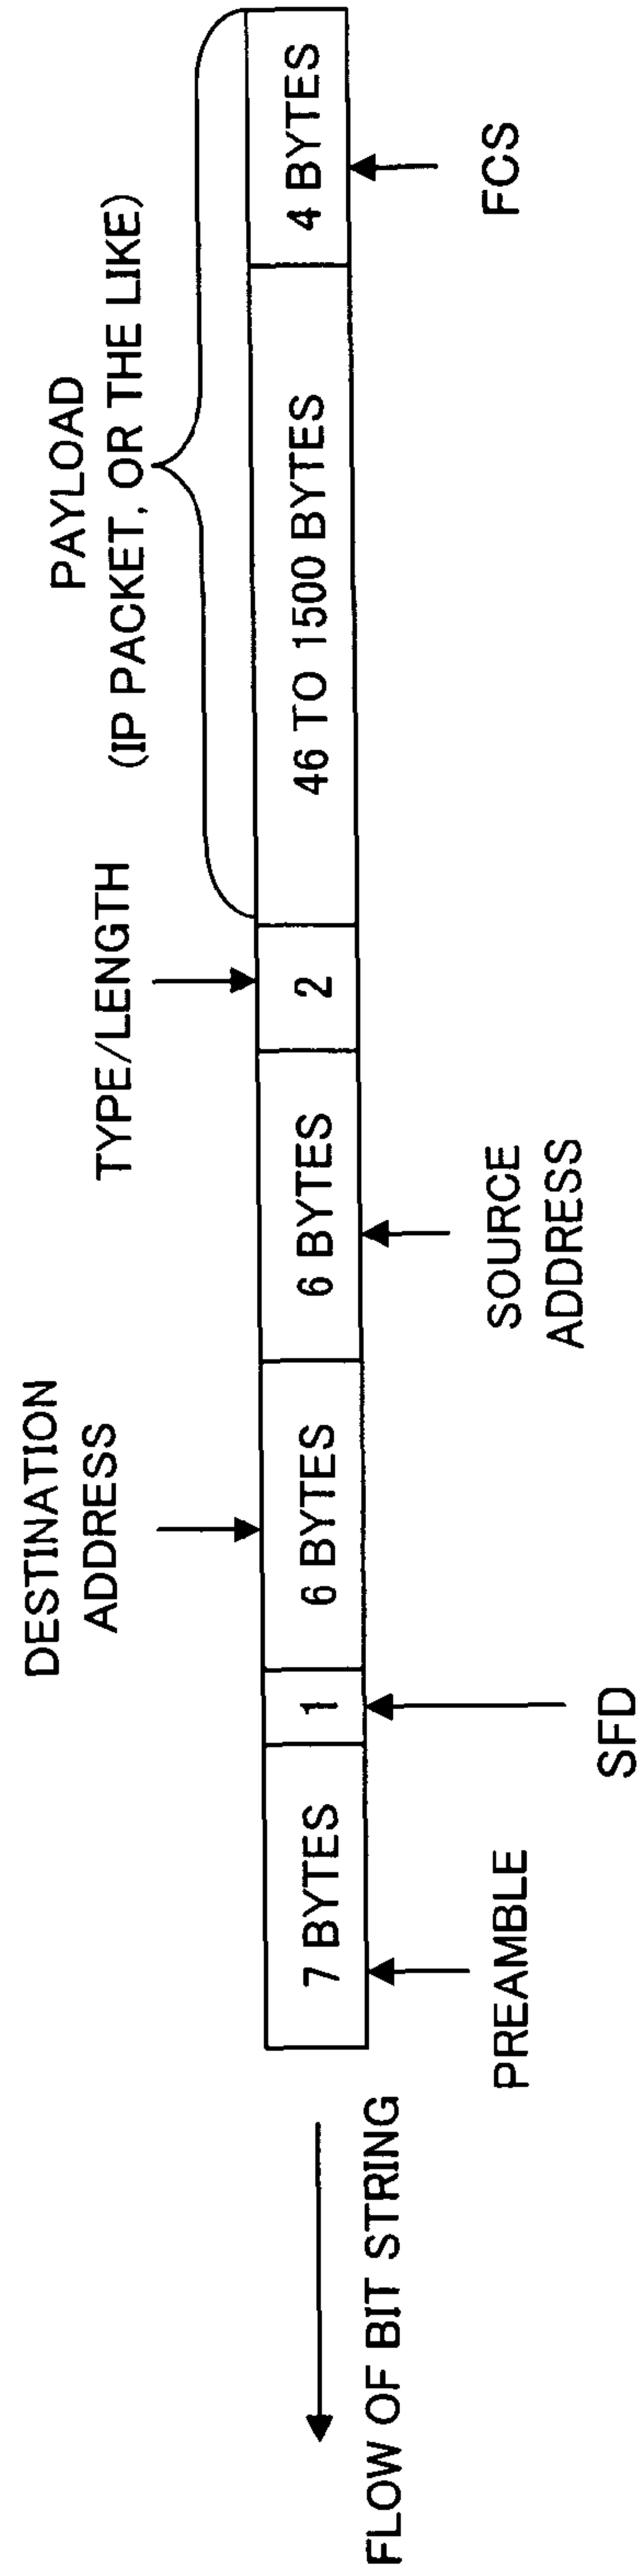 PAYLOAD
(IP PACKET, OR THE LIKE)
TYPE/LENGTH
DESTINATION
ADDRESS
7 BYTES
1
6 BYTES
6 BYTES
2
46 TO 1500 BYTES
4 BYTES
FLOW OF BIT STRING
PREAMBLE
SFD
SOURCE
ADDRESS
FCS